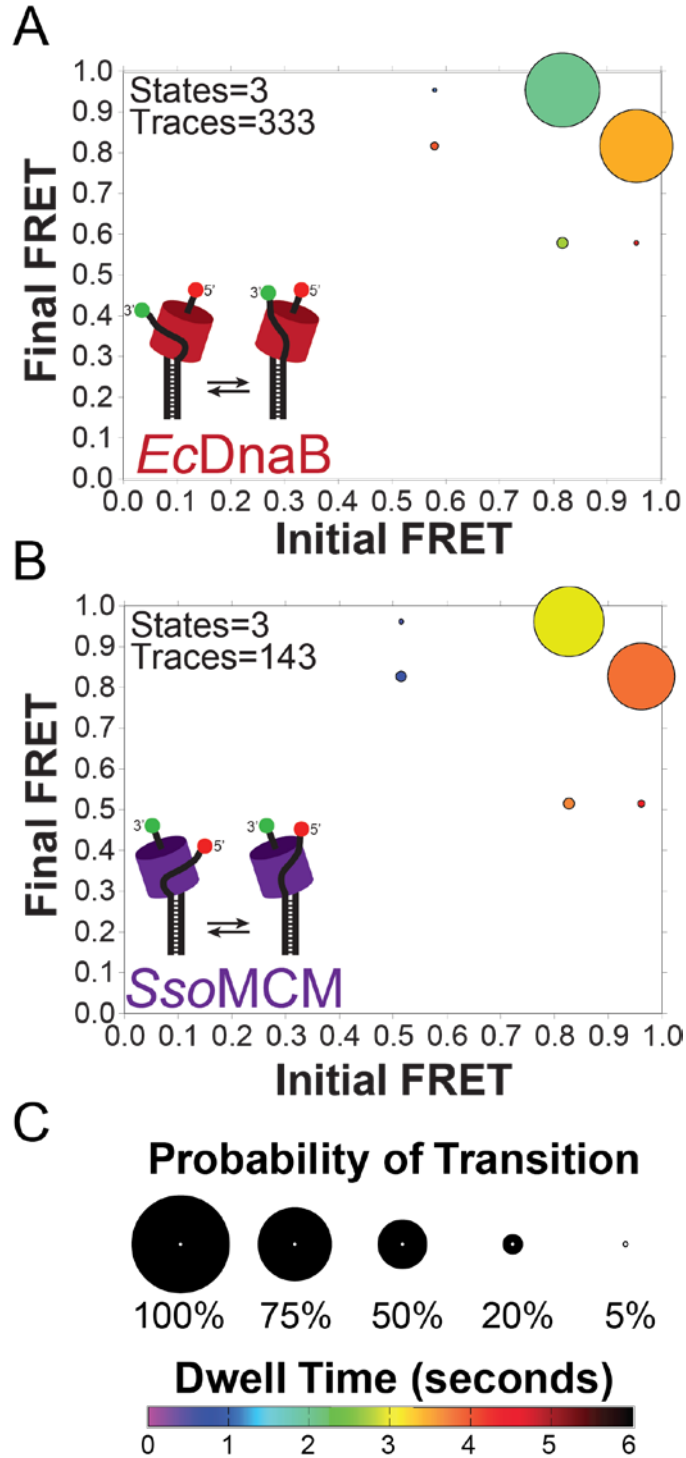 A
Final FRET
1.0
0.9
0.8
0.7
0.6
0.5
0.4
0.3
0.2
0.1
0.0
States=3
Traces=333
3' 5' 3' 5'
EcDnaB
0.0 0.1 0.2 0.3 0.4 0.5 0.6 0.7 0.8 0.9 1.0
Initial FRET
B
Final FRET
1.0
0.9
0.8
0.7
0.6
0.5
0.4
0.3
0.2
0.1
0.0
States=3
Traces=143
3' 5' 3' 5'
SsoMCM
0.0 0.1 0.2 0.3 0.4 0.5 0.6 0.7 0.8 0.9 1.0
Initial FRET
C
Probability of Transition
100% 75% 50% 20% 5%
Dwell Time (seconds)
0 1 2 3 4 5 6